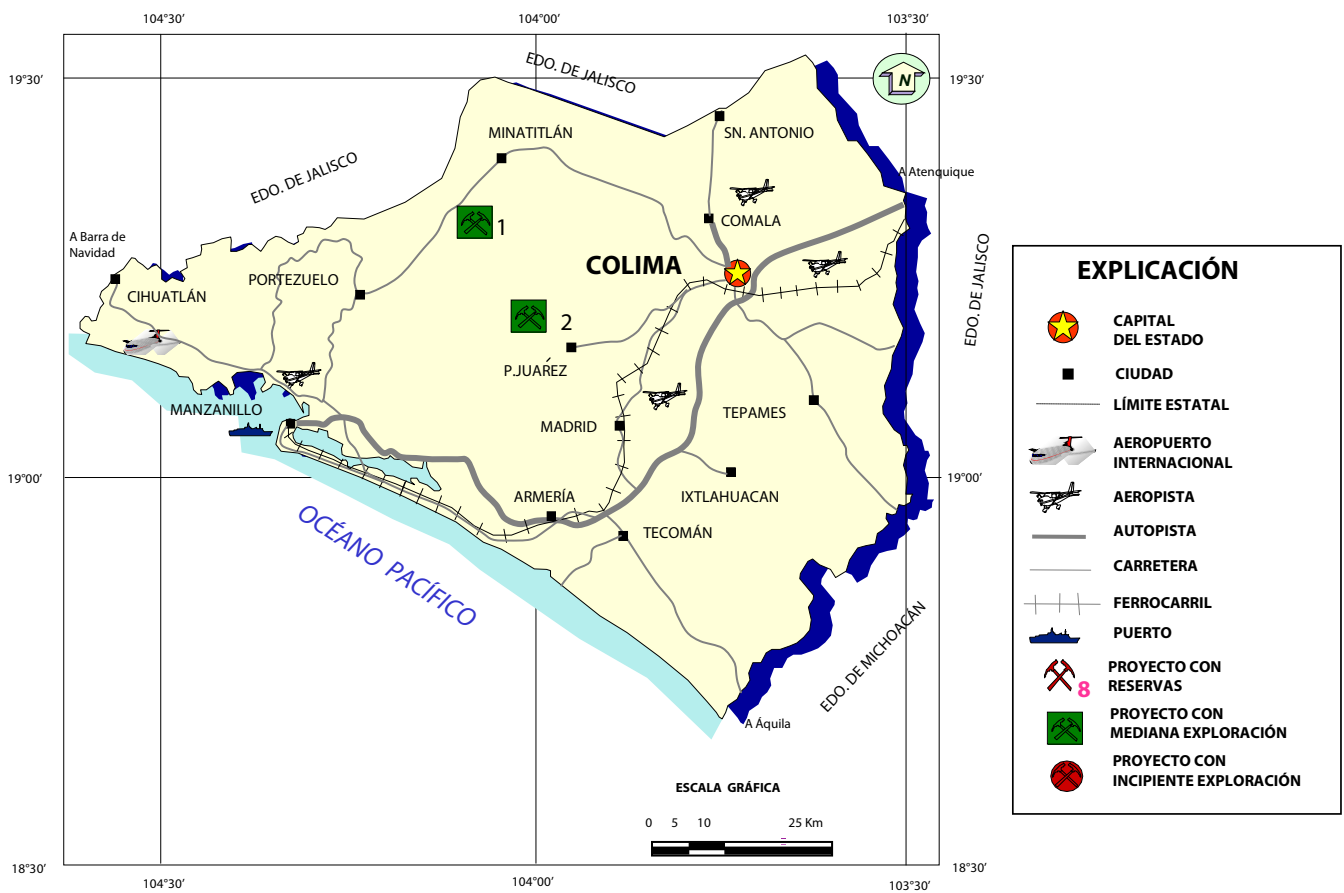 104°30’
104°00’
103°30’
19°30’
19°30’
EDO. DE JALISCO
MINATITLÁN
SN. ANTONIO
N
EDO. DE JALISCO
A Atenquique
1
COMALA
A Barra de
Navidad
COLIMA
PORTEZUELO
CIHUATLÁN
EDO. DE JALISCO
2
P.JUAŔEZ
MANZANILLO
MADRID
TEPAMES
19°00’
19°00’
ARMERÍA
IXTLAHUACAN
TECOMÁN
OCÉANO PACÍFICO
EDO. DE MICHOACÁN
A Áquila
ESCALA GRÁFICA
0 5 10 25 Km
18°30’
18°30’
104°30’
104°00’
103°30’
EXPLICACIÓN
CAPITAL
DEL ESTADO
CIUDAD
LÍMITE ESTATAL
AEROPUERTO
INTERNACIONAL
AEROPISTA
AUTOPISTA
CARRETERA
FERROCARRIL
PUERTO
PROYECTO CON
RESERVAS
8
PROYECTO CON
MEDIANA EXPLORACIÓN
PROYECTO CON
INCIPIENTE EXPLORACIÓN